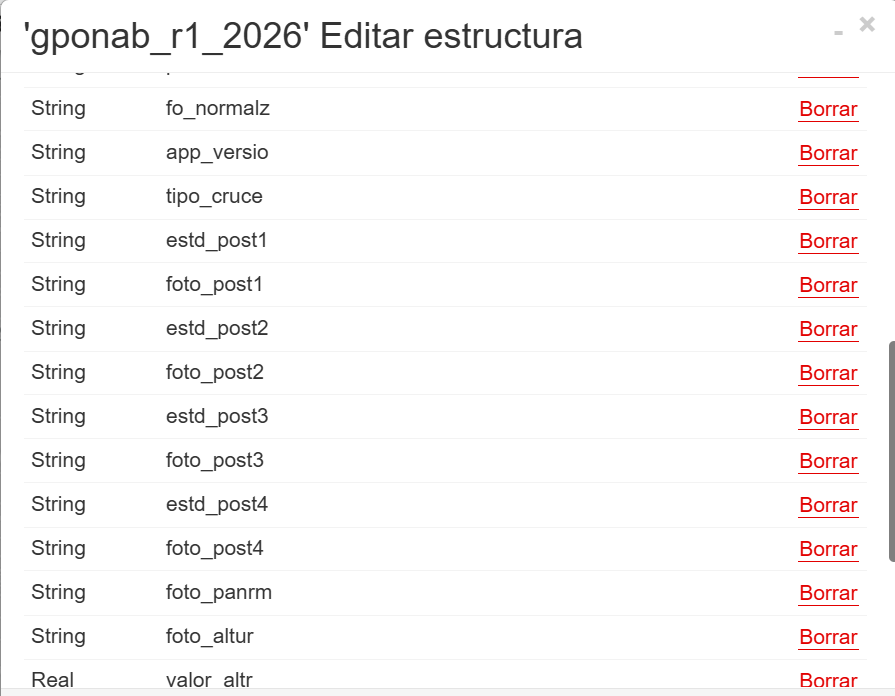 'gponab_r1_2026' Editar estructura
- ×
String fo_normalz Borrar
String app_versio Borrar
String tipo_cruce Borrar
String estd_post1 Borrar
String foto_post1 Borrar
String estd_post2 Borrar
String foto_post2 Borrar
String estd_post3 Borrar
String foto_post3 Borrar
String estd_post4 Borrar
String foto_post4 Borrar
String foto_panrm Borrar
String foto_altur Borrar
Real valor_altr Borrar